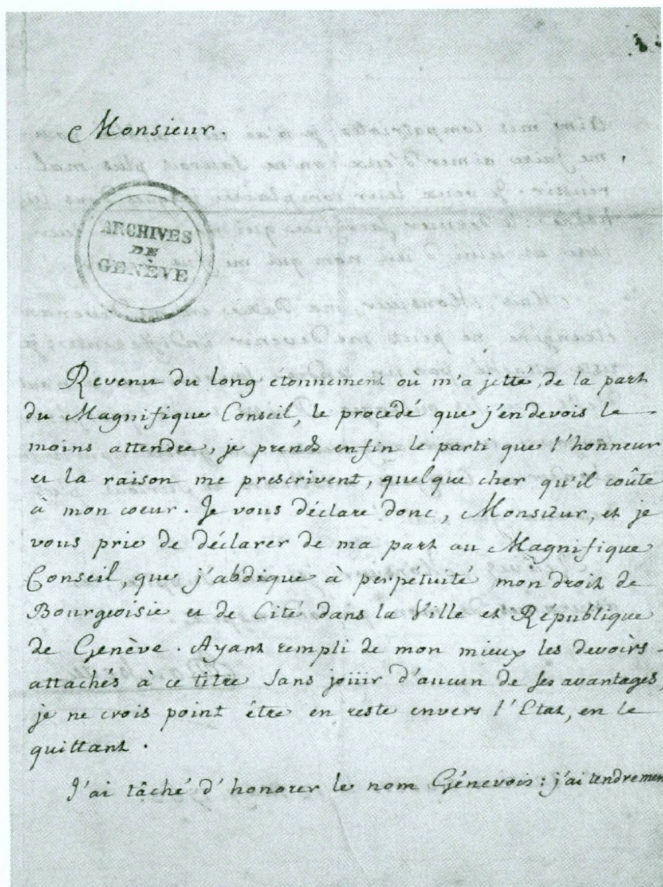 Monsieur.
ARCHIVES
DE
GENÈVE
Revenu du long etonnement où m'a jetté, de la part
du Magnifique Conseil, le procédé que j'en devois le
moins attendre, je prends enfin le parti que l'honneur
et la raison me prescrivent, quelque cher qu'il coûte
à mon coeur. Je vous déclare donc, Monsieur, et je
vous prie de déclarer de ma part au Magnifique
Conseil, que j'abdique à perpetuité mon droit de
Bourgeoisie et de Cité dans la Ville et République
de Genève. Ayant rempli de mon mieux les devoirs
attachés à ce titre sans joüir d'aucun de ses avantages,
je ne crois point être en reste envers l'Etat, en le
quittant.
J'ai tâché d'honorer le nom Génevois: j'ai tendrement